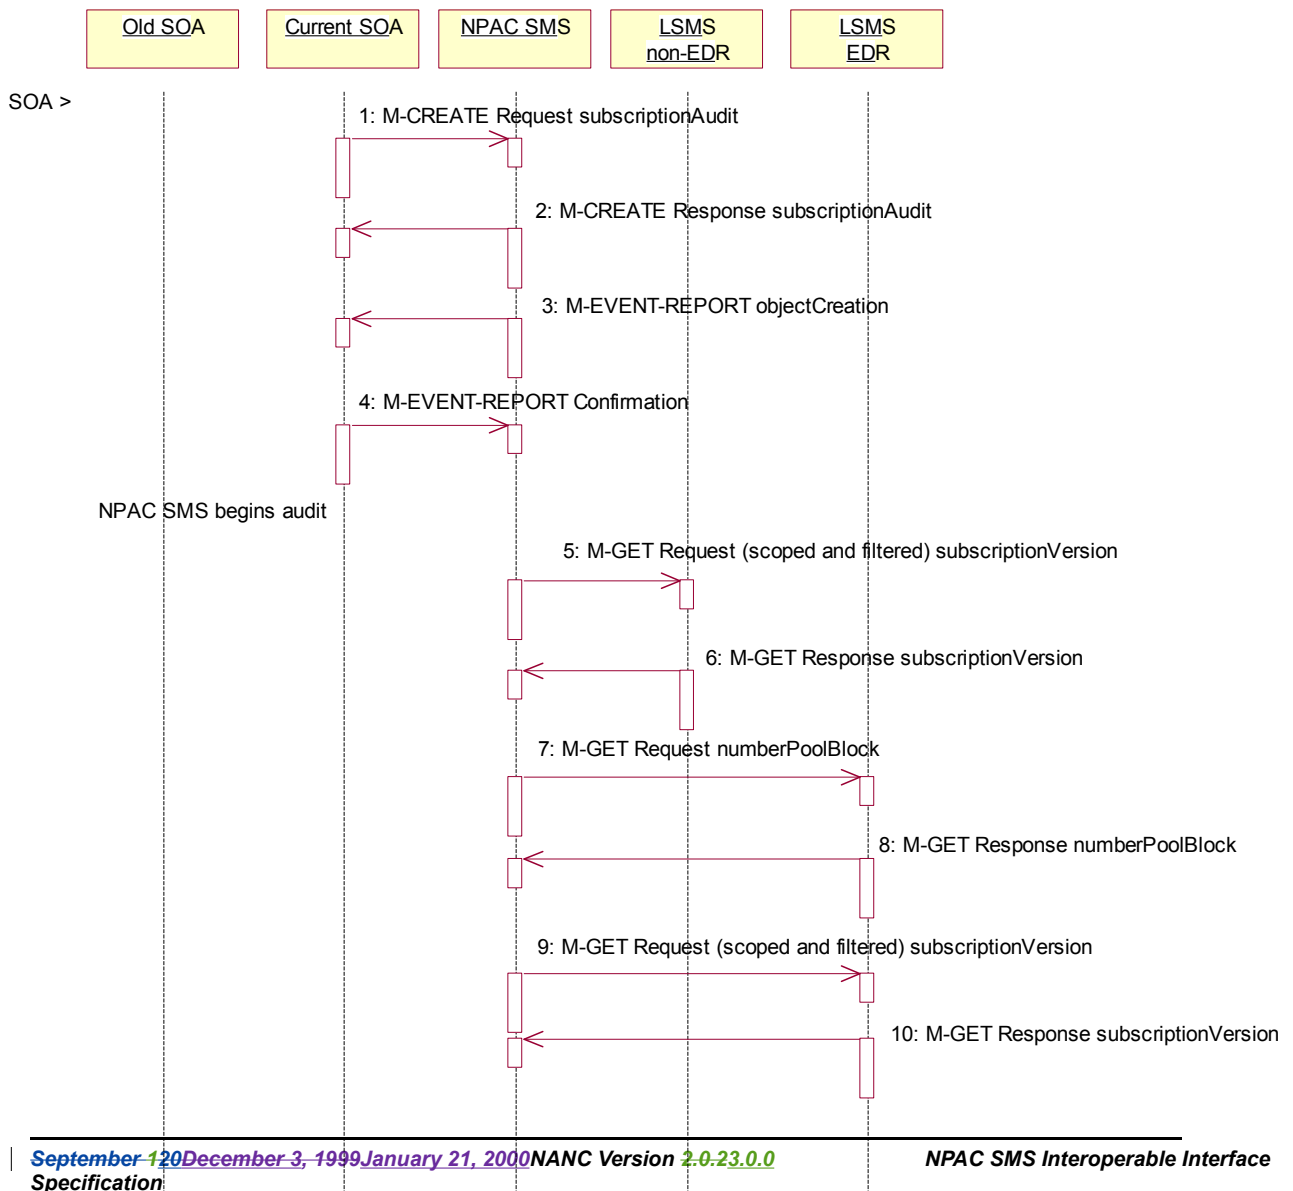 Old SOA
Current SOA
NPAC SMS
LSMS
non-EDR
LSMS
EDR
SOA >
1: M-CREATE Request subscriptionAudit
2: M-CREATE Response subscriptionAudit
3: M-EVENT-REPORT objectCreation
4: M-EVENT-REPORT Confirmation
NPAC SMS begins audit
5: M-GET Request (scoped and filtered) subscriptionVersion
6: M-GET Response subscriptionVersion
7: M-GET Request numberPoolBlock
8: M-GET Response numberPoolBlock
9: M-GET Request (scoped and filtered) subscriptionVersion
10: M-GET Response subscriptionVersion
September 120December 3, 1999January 21, 2000NANC Version 2.0.23.0.0 NPAC SMS Interoperable Interface
Specification